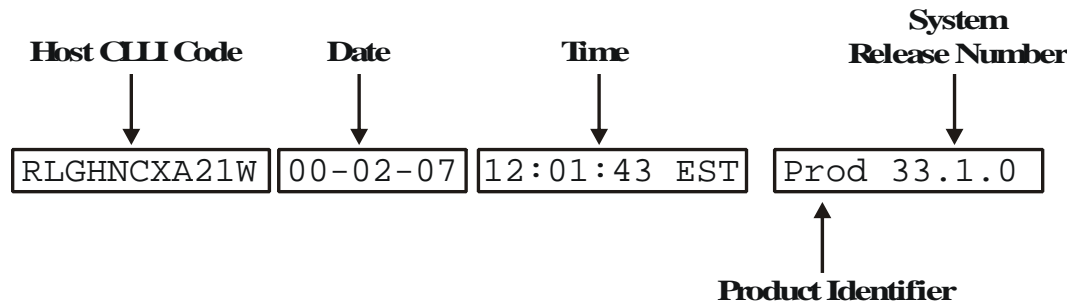 System
Host CLLI Code Date Time Release Number
RLGHNCXA21W 00-02-07 12:01:43 EST Prod 33.1.0
Product Identifier